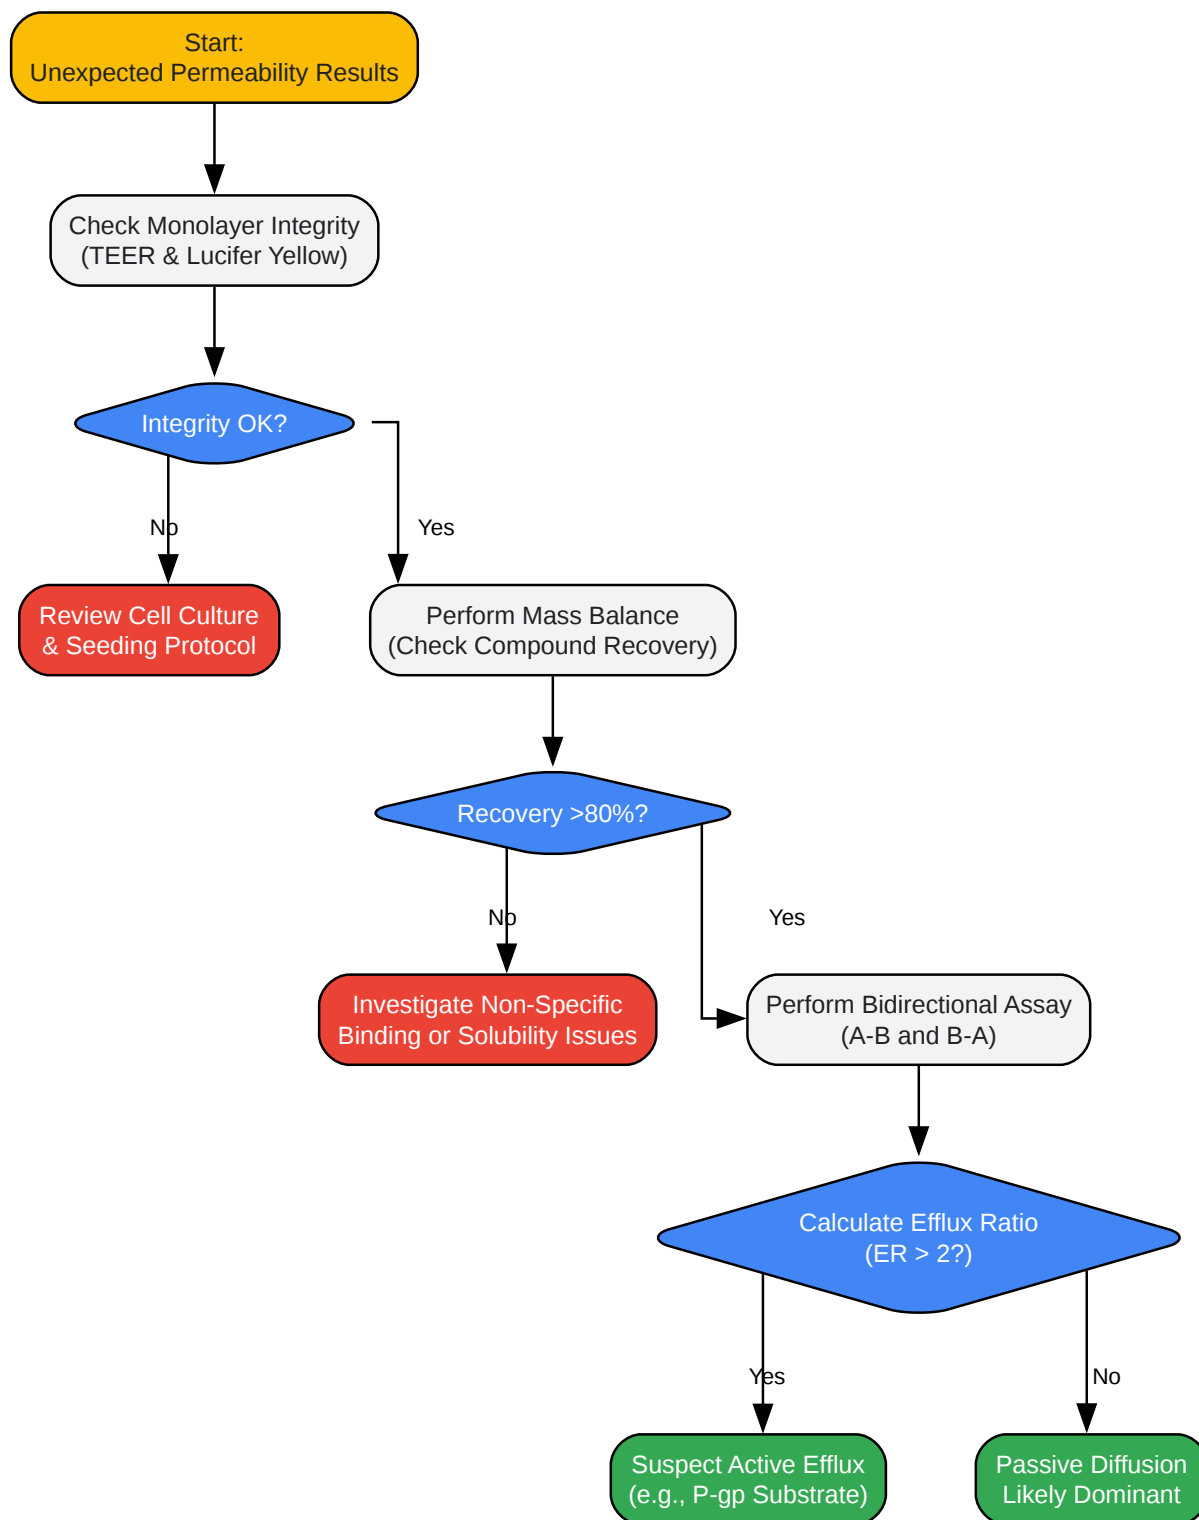 Start:
Unexpected Permeability Results
Check Monolayer Integrity
(TEER & Lucifer Yellow)
Integrity OK?
No
Yes
Review Cell Culture
& Seeding Protocol
Perform Mass Balance
(Check Compound Recovery)
Recovery >80%?
No
Yes
Investigate Non-Specific
Binding or Solubility Issues
Perform Bidirectional Assay
(A-B and B-A)
Calculate Efflux Ratio
(ER > 2?)
Yes
No
Suspect Active Efflux
(e.g., P-gp Substrate)
Passive Diffusion
Likely Dominant